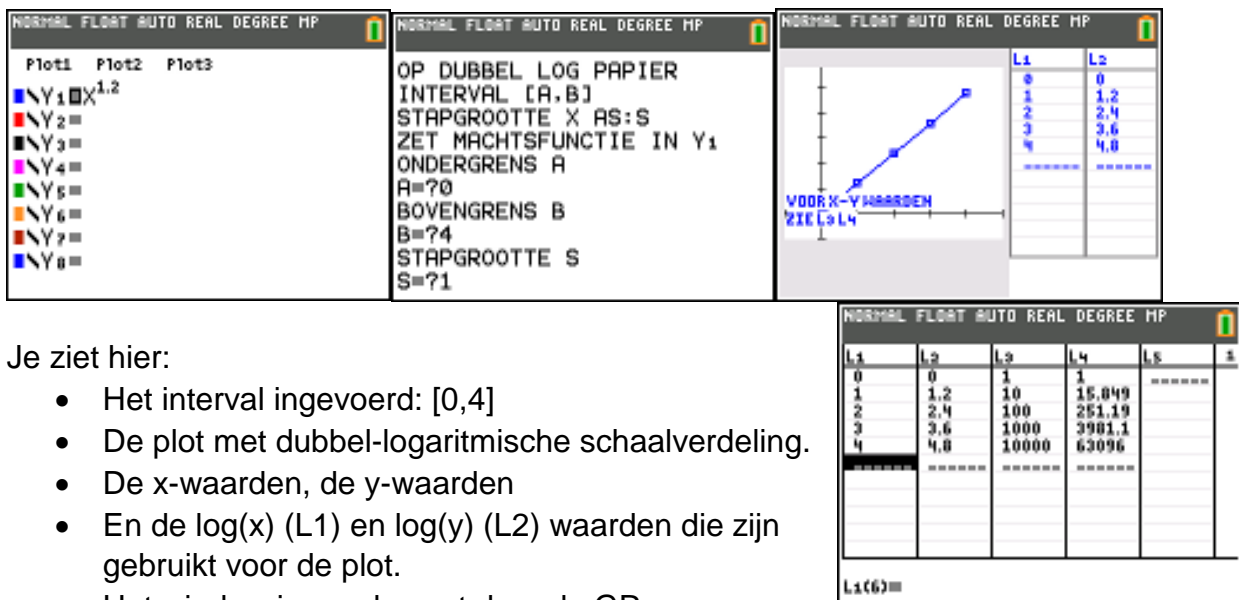 NORMAL FLOAT AUTO REAL DEGREE MP
Plot1 Plot2 Plot3
\Y1=X^1.2
\Y2=
\Y3=
\Y4=
\Y5=
\Y6=
\Y7=
\Y8=
NORMAL FLOAT AUTO REAL DEGREE MP
OP DUBBEL LOG PAPIER
INTERVAL [A,B]
STAPGROOTTE X AS:S
ZET MACHTSFUNCTIE IN Y1
ONDERGRENS A
A=?0
BOVENGRENS B
B=?4
STAPGROOTTE S
S=?1
NORMAL FLOAT AUTO REAL DEGREE MP
VOOR X-Y WAARDEN
ZIE L3 L4
L1 L2
0 0
1 1.2
2 2.4
3 3.6
4 4.8
------ ------
Je ziet hier:
• Het interval ingevoerd: [0,4]
• De plot met dubbel-logaritmische schaalverdeling.
• De x-waarden, de y-waarden
• En de log(x) (L1) en log(y) (L2) waarden die zijn
gebruikt voor de plot.
NORMAL FLOAT AUTO REAL DEGREE MP
L1 L2 L3 L4 L5 1
0 0 1 1 ------
1 1.2 10 15.849
2 2.4 100 251.19
3 3.6 1000 3981.1
4 4.8 10000 63096
------ ------ ------ ------
L1(6)=